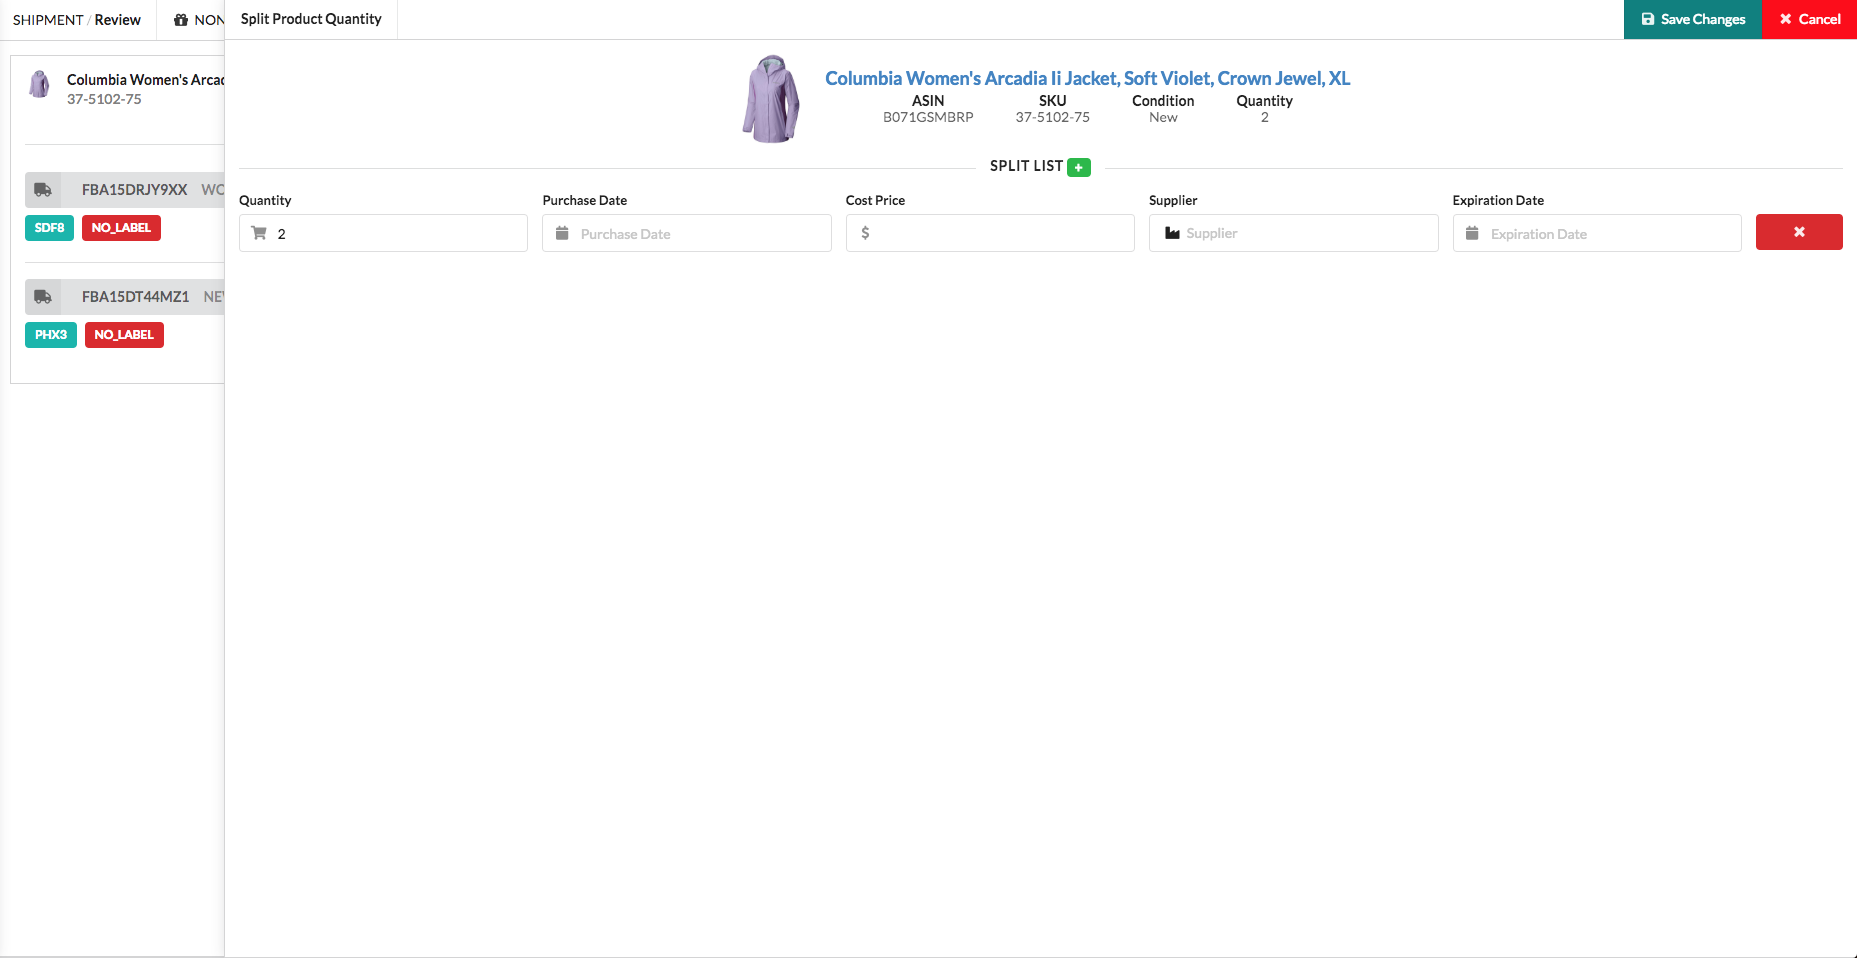 SHIPMENT / Review
NON
Split Product Quantity
Save Changes
Cancel
Columbia Women's Arcad
37-5102-75
FBA15DRJY9XX WO
SDF8 NO_LABEL
FBA15DT44MZ1 NEV
PHX3 NO_LABEL
Columbia Women's Arcadia Ii Jacket, Soft Violet, Crown Jewel, XL
ASIN SKU Condition Quantity
B071GSMBRP 37-5102-75 New 2
SPLIT LIST
Quantity Purchase Date Cost Price Supplier Expiration Date
2 Purchase Date $ Supplier Expiration Date